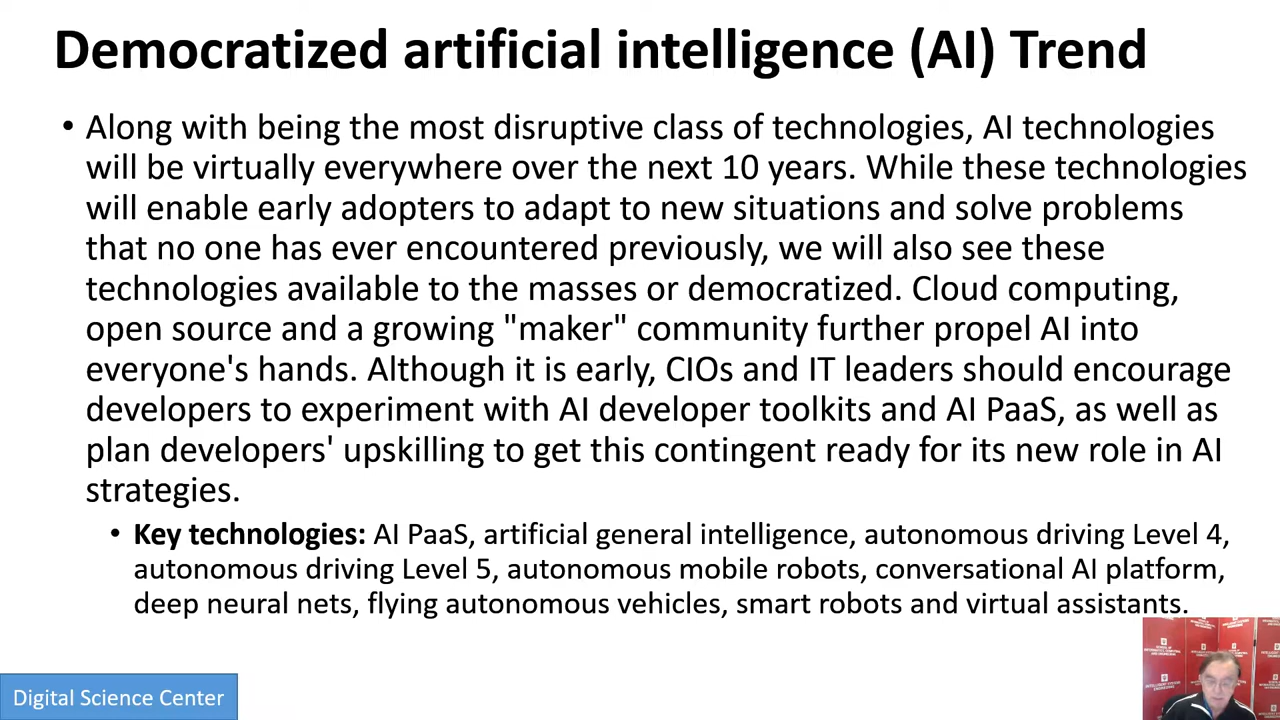 Democratized artificial intelligence (AI) Trend
• Along with being the most disruptive class of technologies, AI technologies
will be virtually everywhere over the next 10 years. While these technologies
will enable early adopters to adapt to new situations and solve problems
that no one has ever encountered previously, we will also see these
technologies available to the masses or democratized. Cloud computing,
open source and a growing "maker" community further propel AI into
everyone's hands. Although it is early, CIOs and IT leaders should encourage
developers to experiment with AI developer toolkits and AI PaaS, as well as
plan developers' upskilling to get this contingent ready for its new role in AI
strategies.
• Key technologies: AI PaaS, artificial general intelligence, autonomous driving Level 4,
autonomous driving Level 5, autonomous mobile robots, conversational AI platform,
deep neural nets, flying autonomous vehicles, smart robots and virtual assistants.
Digital Science Center